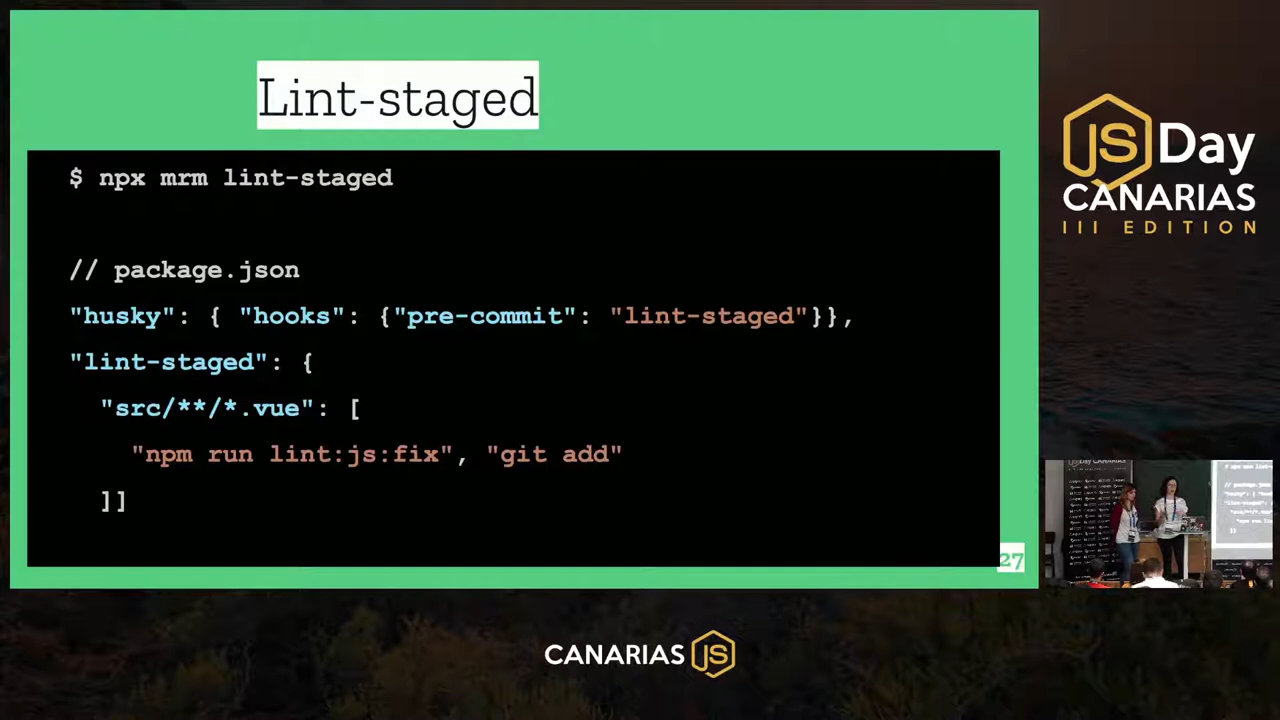 Lint-staged
$ npx mrm lint-staged
// package.json
"husky": { "hooks": {"pre-commit": "lint-staged"}},
"lint-staged": {
"src/**/*.vue": [
"npm run lint:js:fix", "git add"
]]
27
JS Day
CANARIAS
III EDITION
CANARIAS JS